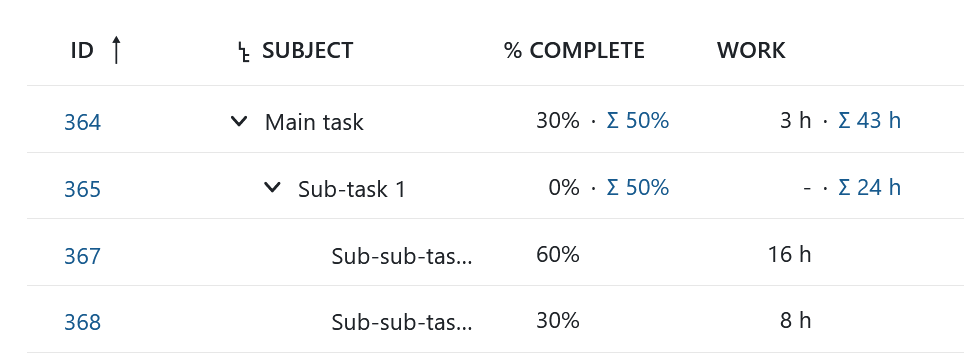 ID SUBJECT % COMPLETE WORK
364 Main task 30% · Σ 50% 3 h · Σ 43 h
365 Sub-task 1 0% · Σ 50% - · Σ 24 h
367 Sub-sub-tas... 60% 16 h
368 Sub-sub-tas... 30% 8 h